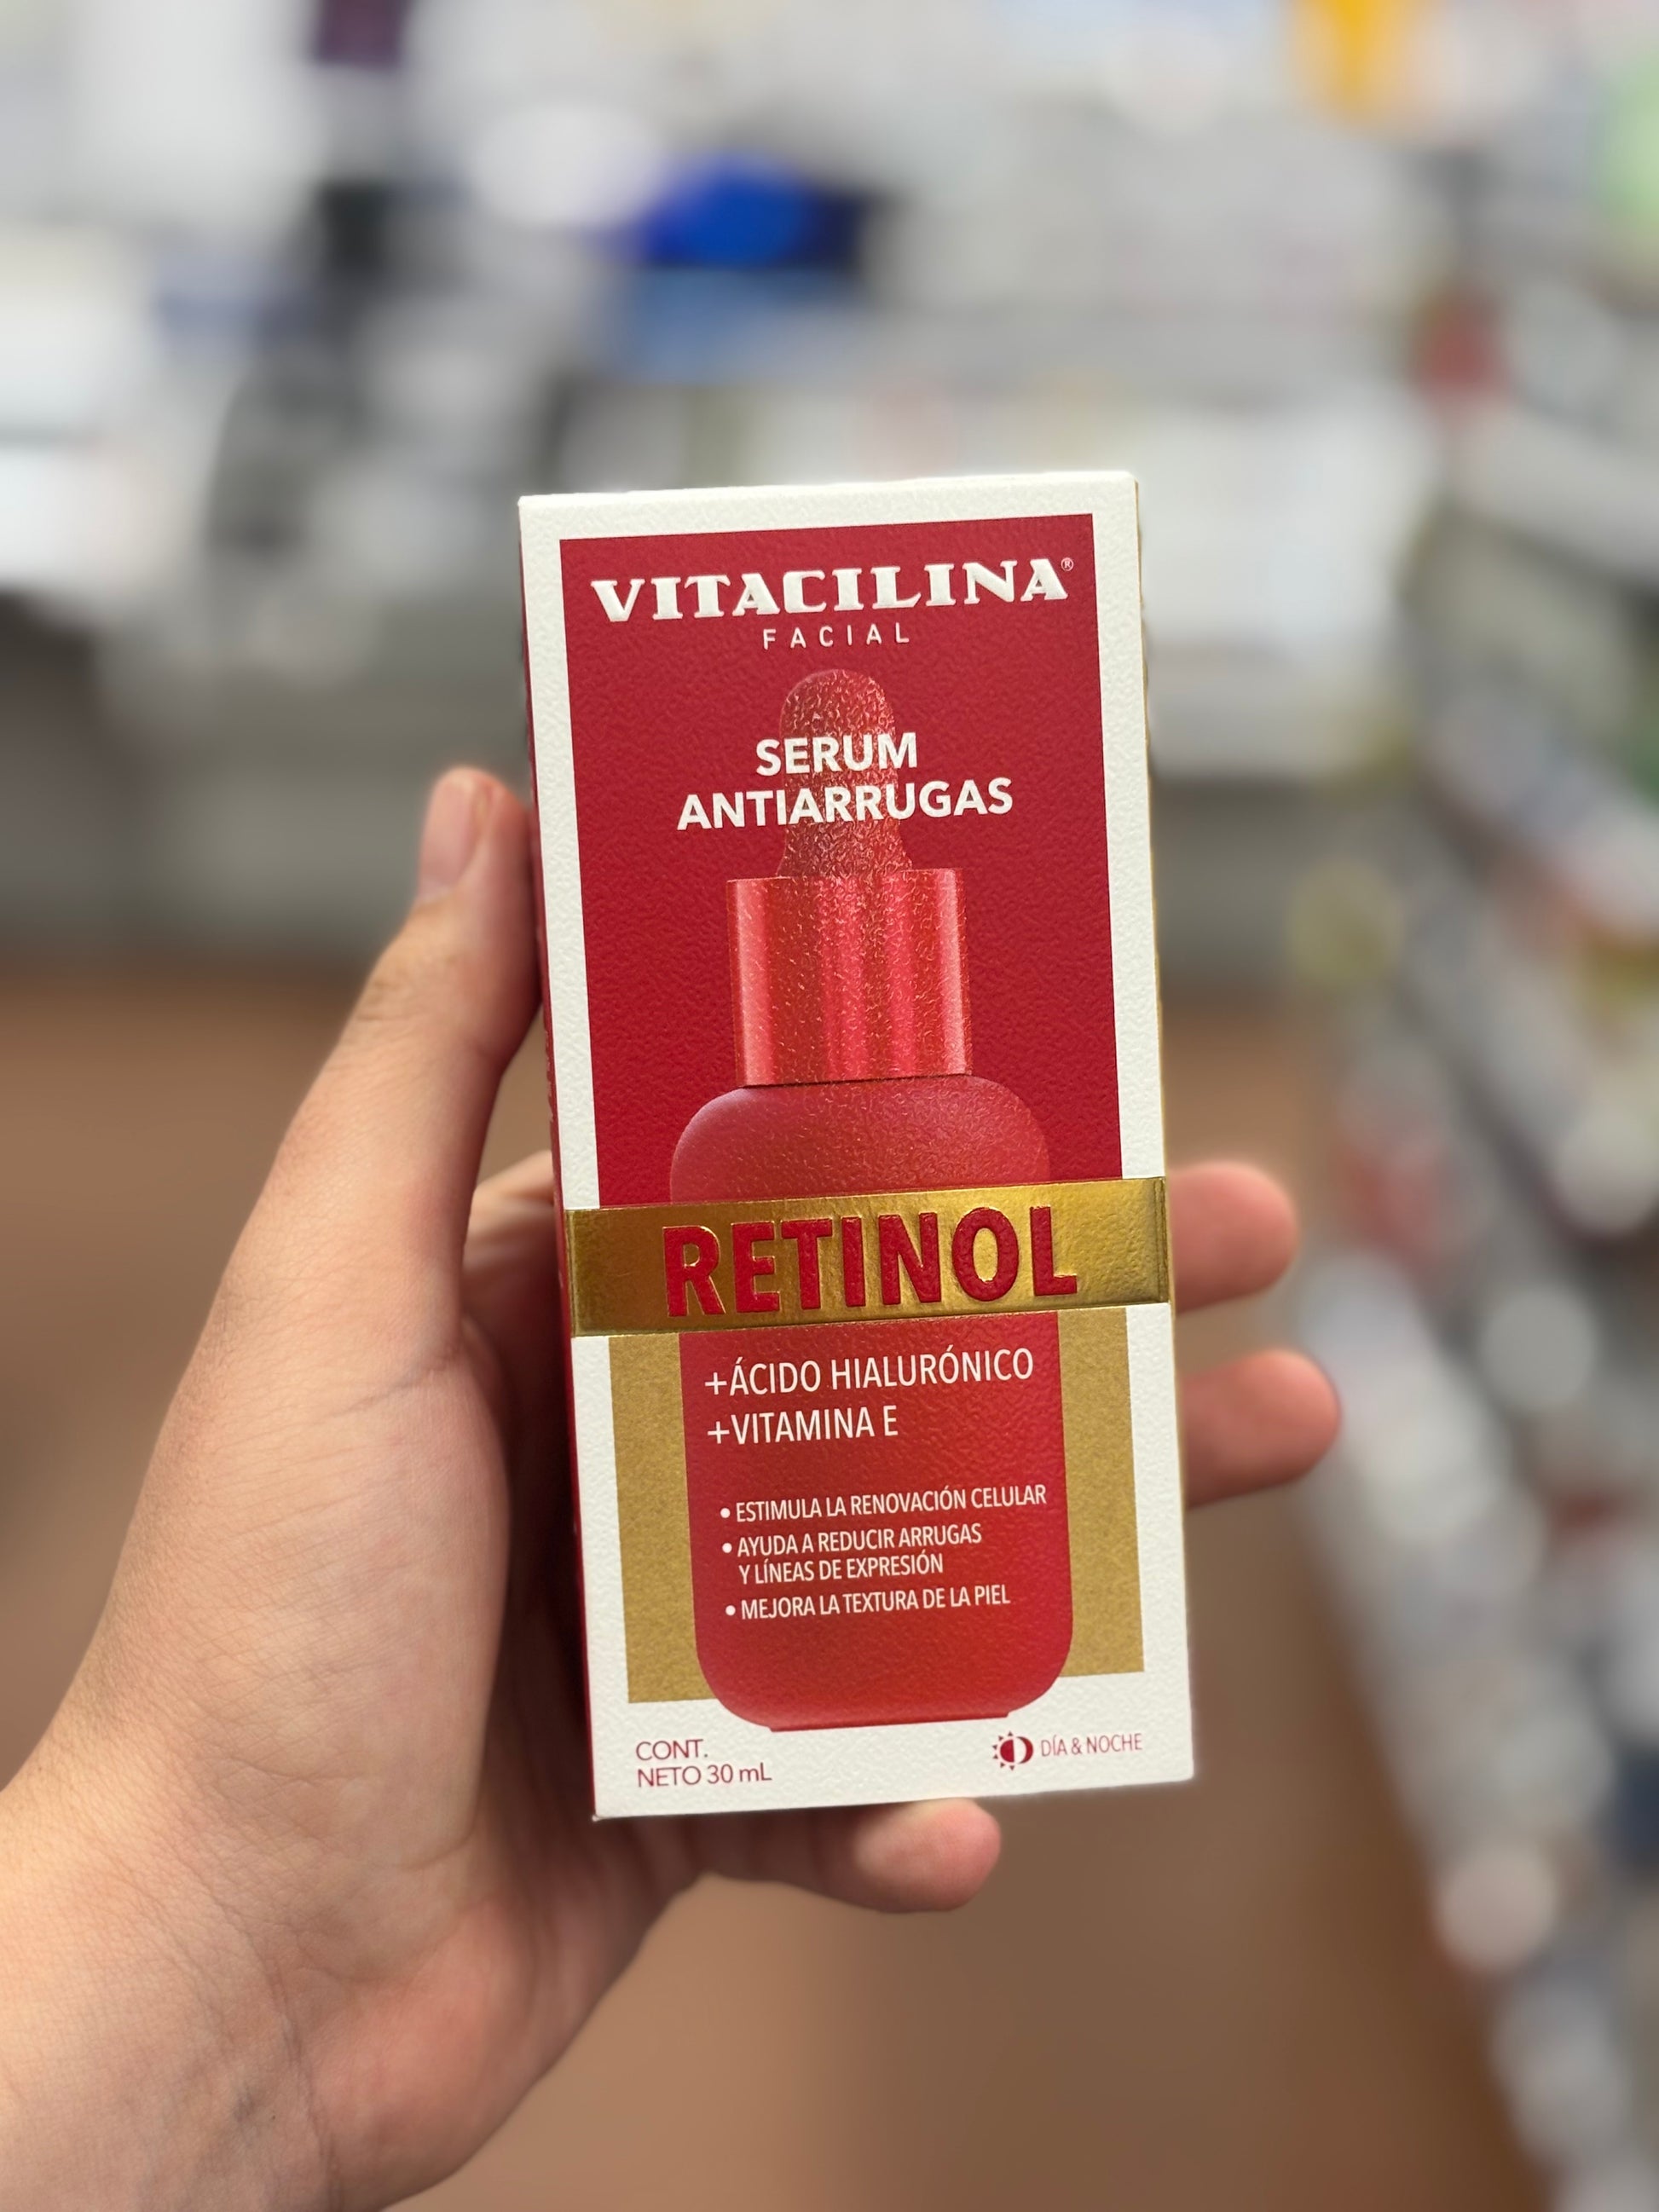 VITACILINA®
FACIAL
SERUM
ANTIARRUGAS
RETINOL
+ÁCIDO HIALURÓNICO
+VITAMINA E
• ESTIMULA LA RENOVACIÓN CELULAR
• AYUDA A REDUCIR ARRUGAS
Y LÍNEAS DE EXPRESIÓN
• MEJORA LA TEXTURA DE LA PIEL
CONT.
NETO 30 mL
DÍA & NOCHE